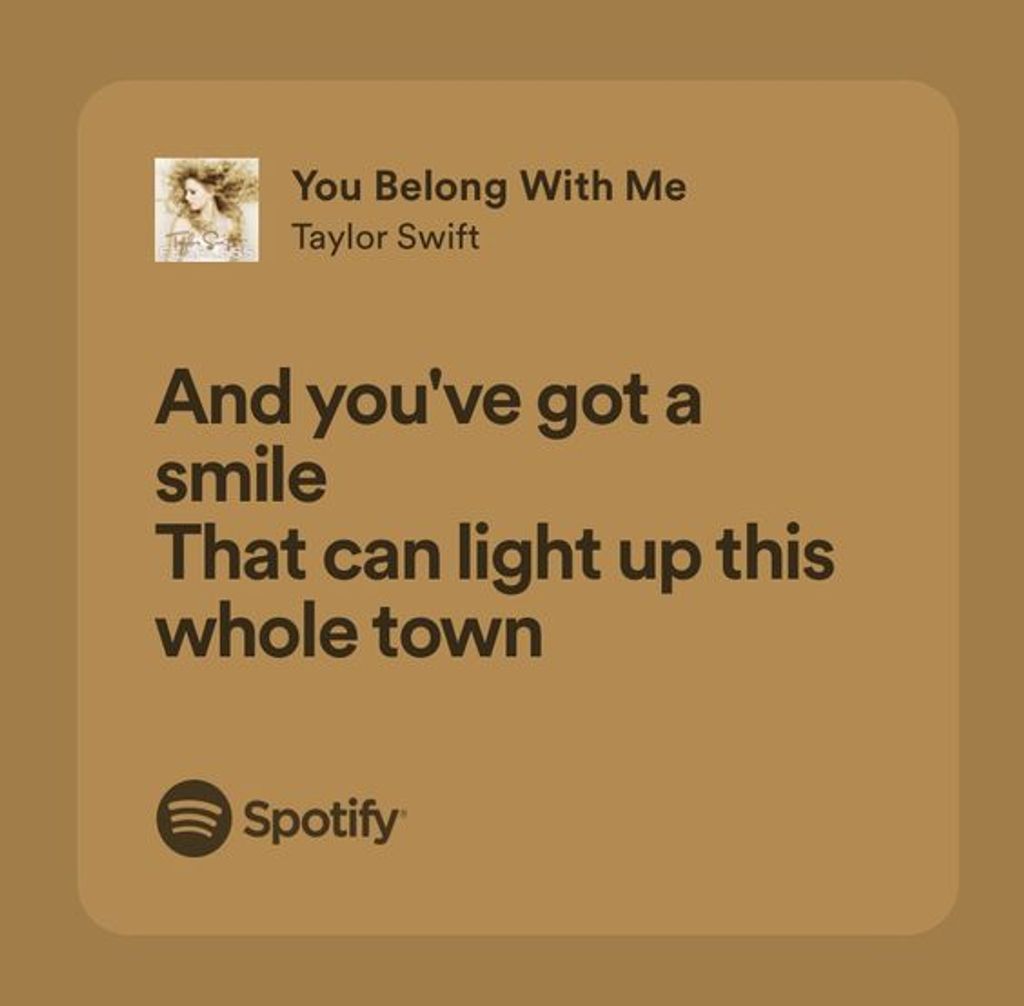 You Belong With Me
Taylor Swift
And you've got a
smile
That can light up this
whole town
Spotify